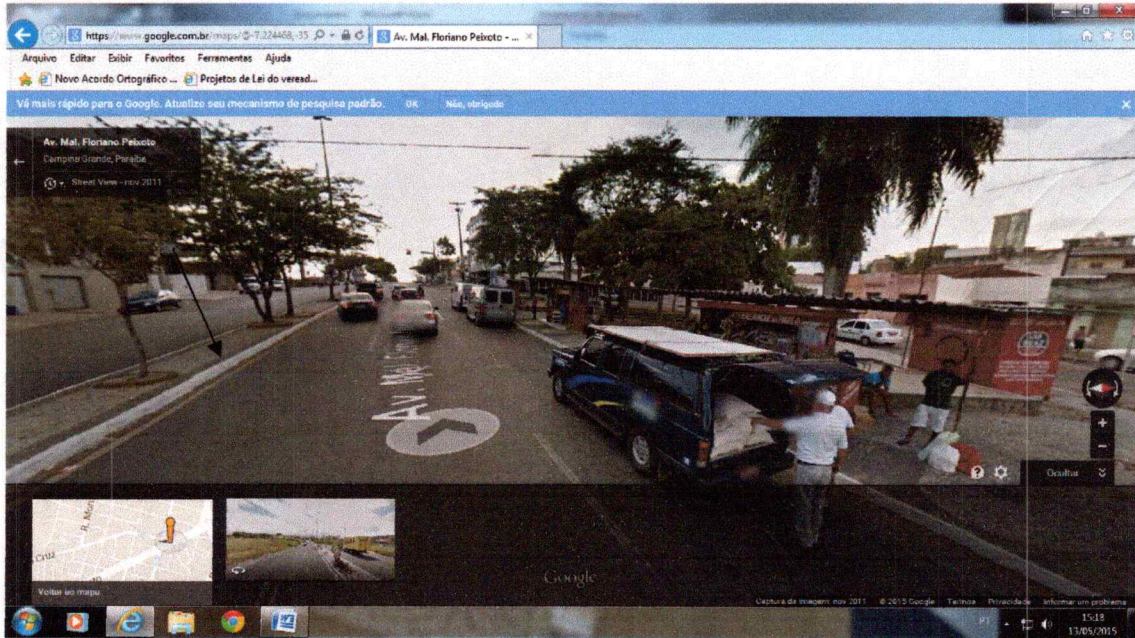 https://www.google.com.br/maps/@-7.224468,-35
Av. Mal. Floriano Peixoto - ...
Arquivo Editar Exibir Favoritos Ferramentas Ajuda
Novo Acordo Ortográfico ... Projetos de Lei do veread...
Vá mais rápido para o Google. Atualize seu mecanismo de pesquisa padrão. OK Não, obrigado
Av. Mal. Floriano Peixoto
Campina Grande, Paraíba
Street View - nov 2011
Av. Mal.
Ocultar
R. Mon
Cruz
Voltar ao mapa
Google
Captura da imagem: nov 2011 © 2015 Google Termos Privacidade Informar um problema
PT
15:18
13/05/2015